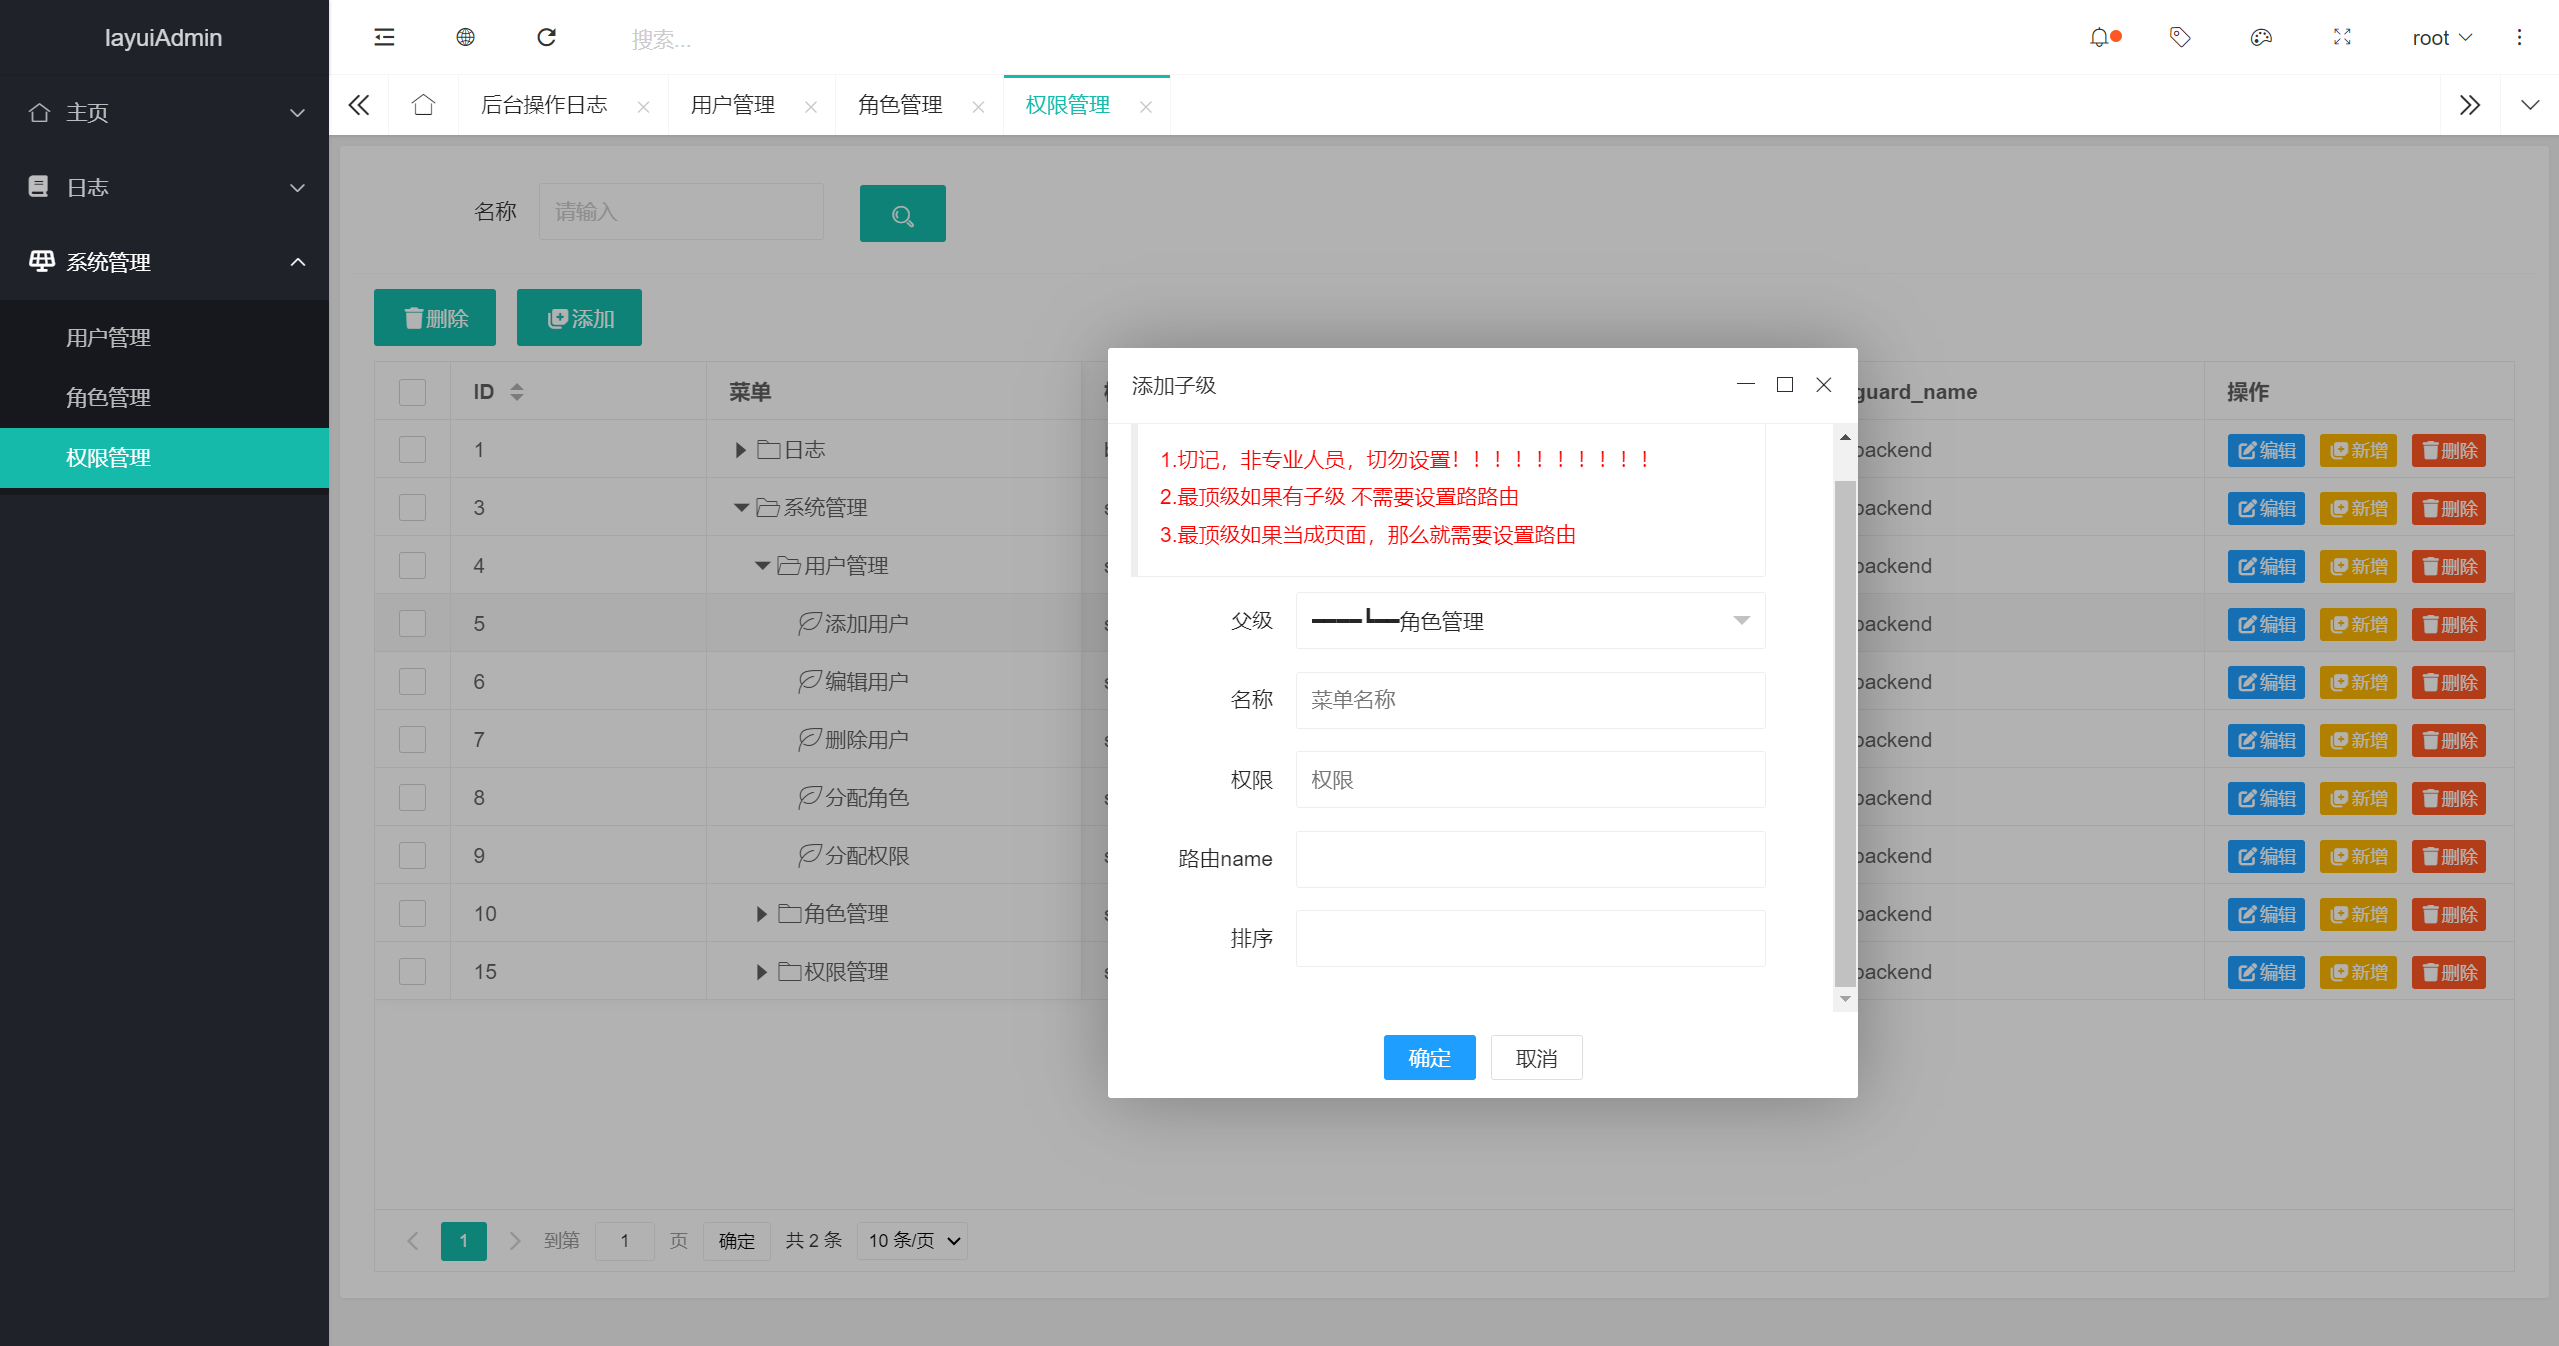 layuiAdmin
搜索...
root
主页
日志
系统管理
用户管理
角色管理
权限管理
后台操作日志
用户管理
角色管理
权限管理
名称
请输入
删除
添加
ID
菜单
guard_name
操作
1
日志
backend
编辑
新增
删除
3
系统管理
backend
编辑
新增
删除
4
用户管理
backend
编辑
新增
删除
5
添加用户
backend
编辑
新增
删除
6
编辑用户
backend
编辑
新增
删除
7
删除用户
backend
编辑
新增
删除
8
分配角色
backend
编辑
新增
删除
9
分配权限
backend
编辑
新增
删除
10
角色管理
backend
编辑
新增
删除
15
权限管理
backend
编辑
新增
删除
添加子级
1.切记，非专业人员，切勿设置！！！！！！！！！！
2.最顶级如果有子级 不需要设置路路由
3.最顶级如果当成页面，那么就需要设置路由
父级
━━━━┗━━角色管理
名称
菜单名称
权限
权限
路由name
排序
确定
取消
1
到第
1
页
确定
共 2 条
10 条/页